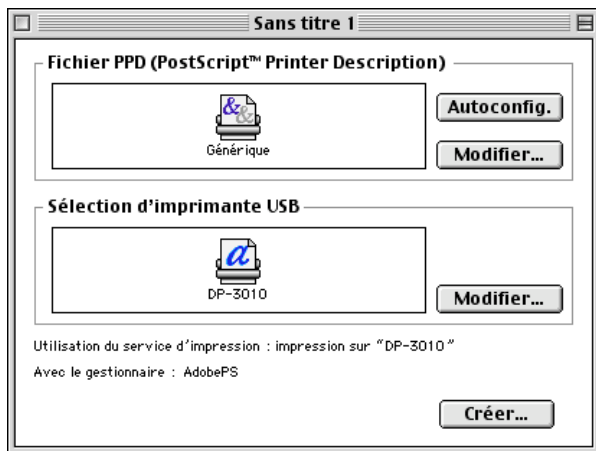 Sans titre 1
Fichier PPD (PostScript™ Printer Description)
&&
Générique
Autoconfig.
Modifier...
Sélection d'imprimante USB
a
DP-3010
Modifier...
Utilisation du service d'impression : impression sur "DP-3010"
Avec le gestionnaire : AdobePS
Créer...